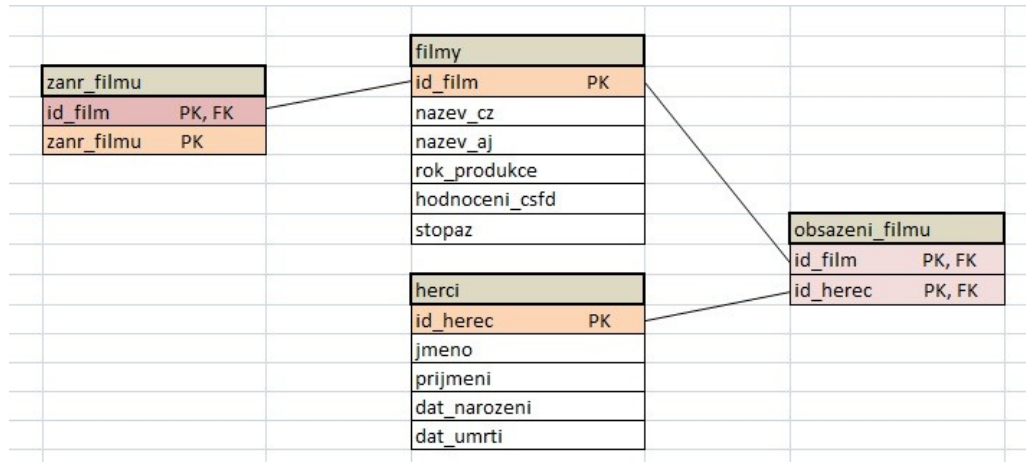 zanr_filmu
id_film PK, FK
zanr_filmu PK
filmy
id_film PK
nazev_cz
nazev_aj
rok_produkce
hodnoceni_csfd
stopaz
herci
id_herec PK
jmeno
prijmeni
dat_narozeni
dat_umrti
obsazeni_filmu
id_film PK, FK
id_herec PK, FK